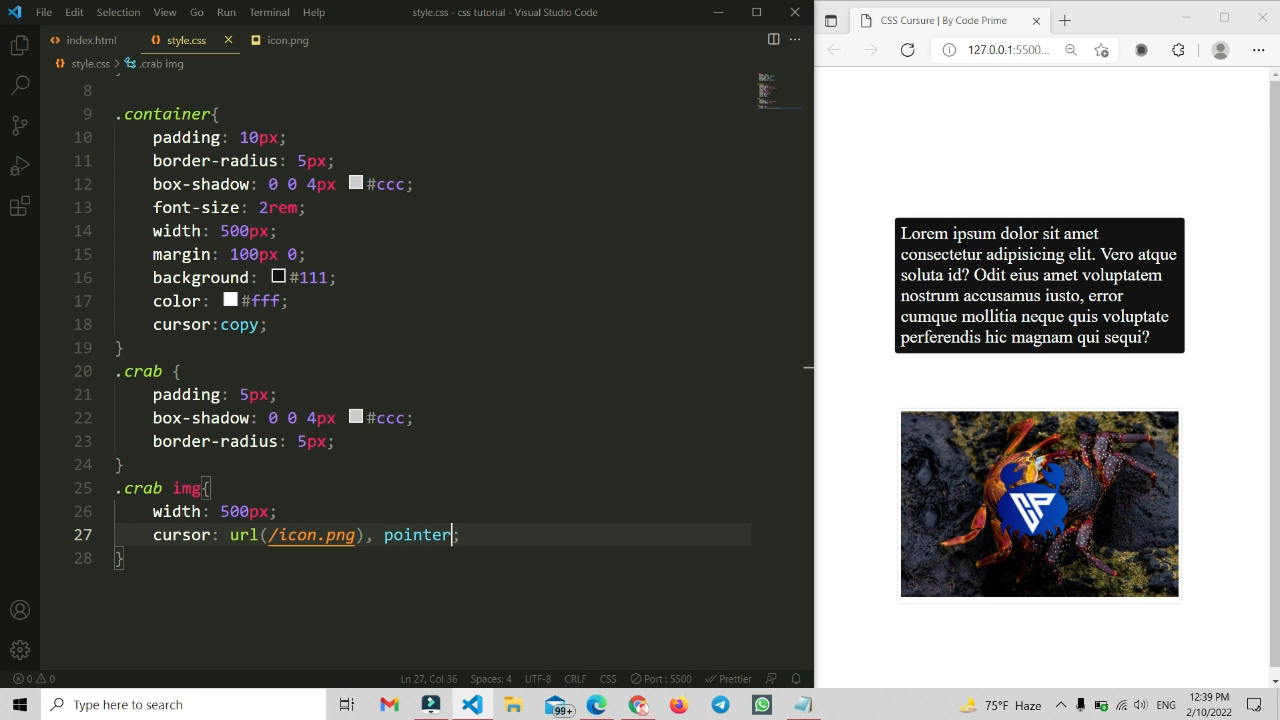 File Edit Selection View Go Run Terminal Help
style.css - css tutorial - Visual Studio Code
index.html style.css icon.png
style.css > .crab img
8
9 .container{
10 padding: 10px;
11 border-radius: 5px;
12 box-shadow: 0 0 4px #ccc;
13 font-size: 2rem;
14 width: 500px;
15 margin: 100px 0;
16 background: #111;
17 color: #fff;
18 cursor:copy;
19 }
20 .crab {
21 padding: 5px;
22 box-shadow: 0 0 4px #ccc;
23 border-radius: 5px;
24 }
25 .crab img{
26 width: 500px;
27 cursor: url(/icon.png), pointer;
28 }
0 0
Ln 27, Col 36 Spaces: 4 UTF-8 CRLF CSS Port : 5500 Prettier
CSS Cursure | By Code Prime
127.0.0.1:5500...
Lorem ipsum dolor sit amet
consectetur adipisicing elit. Vero atque
soluta id? Odit eius amet voluptatem
nostrum accusamus iusto, error
cumque mollitia neque quis voluptate
perferendis hic magnam qui sequi?
Type here to search
99+
75°F Haze
12:39 PM
2/10/2022